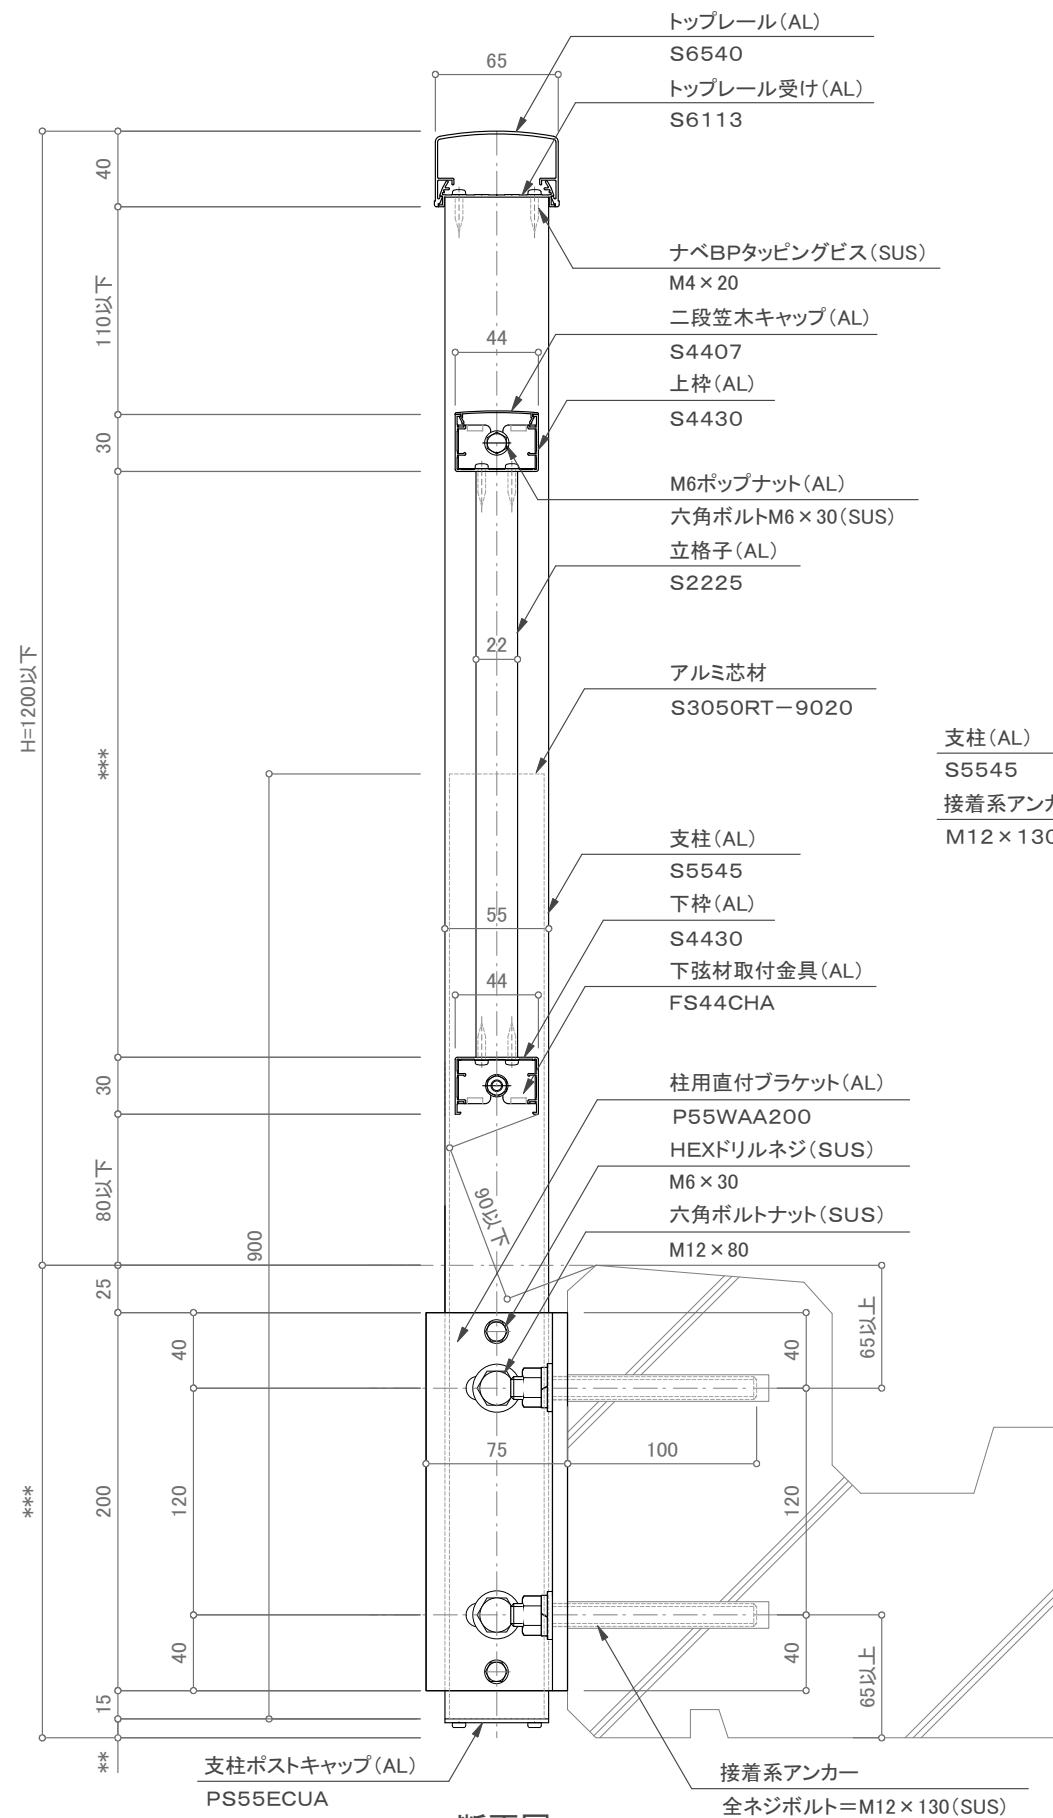 トップレール(AL)
S6540
トップレール受け(AL)
S6113
65
40
110以下
ナベBPタッピングビス(SUS)
M4×20
二段笠木キャップ(AL)
S4407
44
上枠(AL)
S4430
30
M6ポップナット(AL)
六角ボルトM6×30(SUS)
立格子(AL)
S2225
22
H=1200以下
***
アルミ芯材
S3050RT-9020
支柱(AL)
S5545
接着系アンカ
M12×130
支柱(AL)
S5545
55
下枠(AL)
S4430
44
下弦材取付金具(AL)
FS44CHA
30
柱用直付ブラケット(AL)
P55WAA200
HEXドリルネジ(SUS)
M6×30
六角ボルトナット(SUS)
M12×80
80以下
90以下
900
25
40
40
65以上
75
100
***
200
120
120
40
40
65以上
15
**
支柱ポストキャップ(AL)
PS55ECUA
接着系アンカー
全ネジボルト=M12×130(SUS)